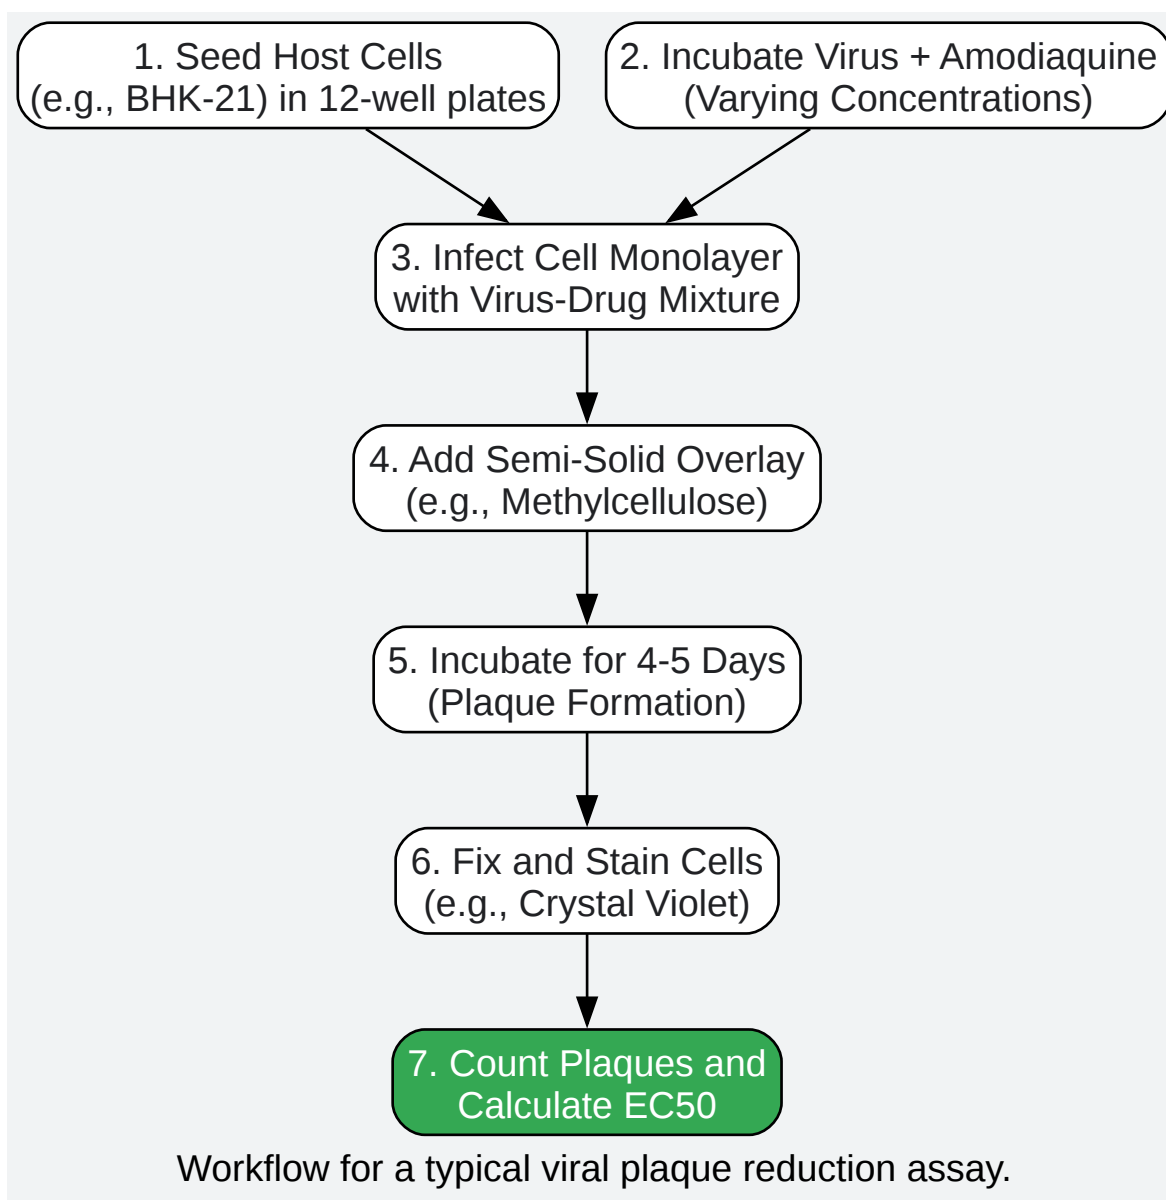 1. Seed Host Cells
(e.g., BHK-21) in 12-well plates
2. Incubate Virus + Amodiaquine
(Varying Concentrations)
3. Infect Cell Monolayer
with Virus-Drug Mixture
4. Add Semi-Solid Overlay
(e.g., Methylcellulose)
5. Incubate for 4-5 Days
(Plaque Formation)
6. Fix and Stain Cells
(e.g., Crystal Violet)
7. Count Plaques and
Calculate EC50
Workflow for a typical viral plaque reduction assay.